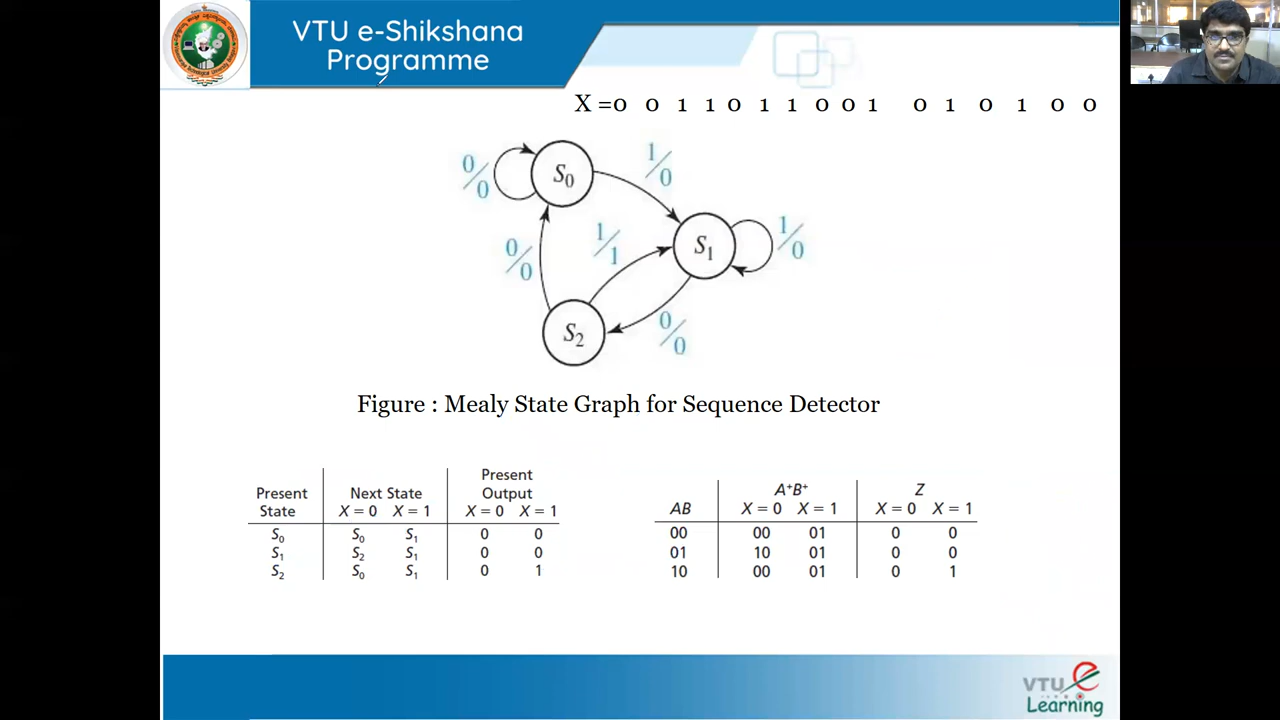 VTU e-Shikshana
Programme
X =0 0 1 1 0 1 1 0 0 1 0 1 0 1 0 0
0/0
S0
1/0
0/0
1/1
S1
1/0
S2
0/0
Figure : Mealy State Graph for Sequence Detector
Present State Next State Present Output
X = 0 X = 1 X = 0 X = 1
S0 S0 S1 0 0
S1 S2 S1 0 0
S2 S0 S1 0 1
A+B+ Z
AB X = 0 X = 1 X = 0 X = 1
00 00 01 0 0
01 10 01 0 0
10 00 01 0 1
VTU e
Learning